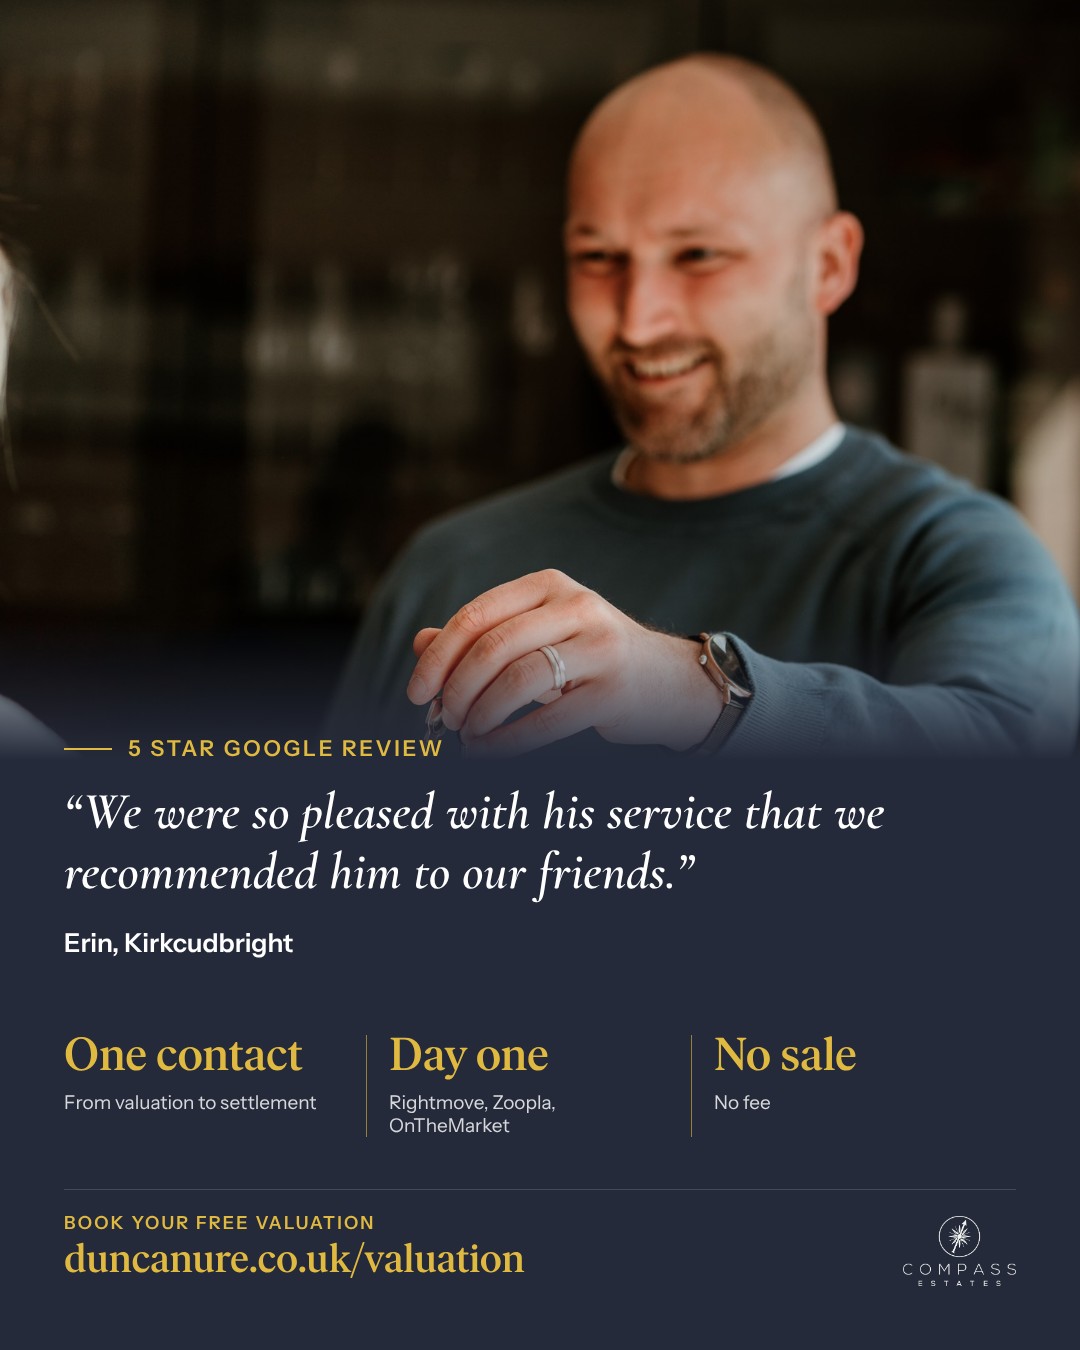 5 STAR GOOGLE REVIEW
“We were so pleased with his service that we
recommended him to our friends.”
Erin, Kirkcudbright
One contact
From valuation to settlement
Day one
Rightmove, Zoopla,
OnTheMarket
No sale
No fee
BOOK YOUR FREE VALUATION
duncanure.co.uk/valuation
COMPASS
ESTATES